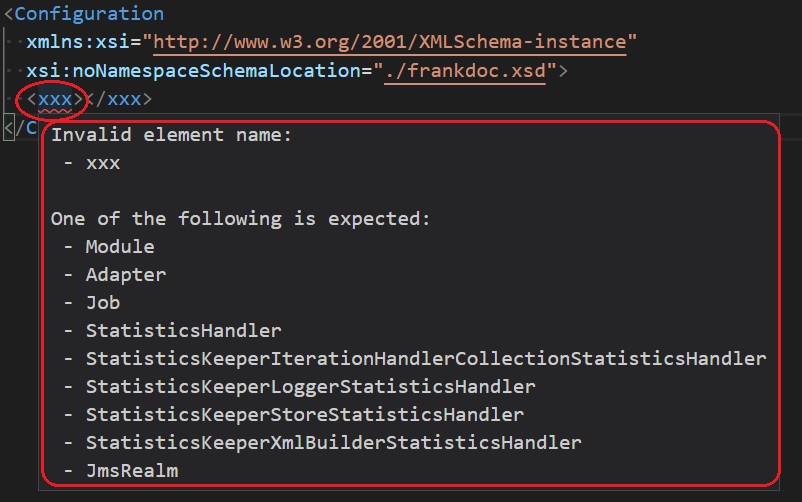 <Configuration
xmlns:xsi="http://www.w3.org/2001/XMLSchema-instance"
xsi:noNamespaceSchemaLocation="./frankdoc.xsd">
<xxx></xxx>
</C
Invalid element name:
- xxx
One of the following is expected:
- Module
- Adapter
- Job
- StatisticsHandler
- StatisticsKeeperIterationHandlerCollectionStatisticsHandler
- StatisticsKeeperLoggerStatisticsHandler
- StatisticsKeeperStoreStatisticsHandler
- StatisticsKeeperXmlBuilderStatisticsHandler
- JmsRealm